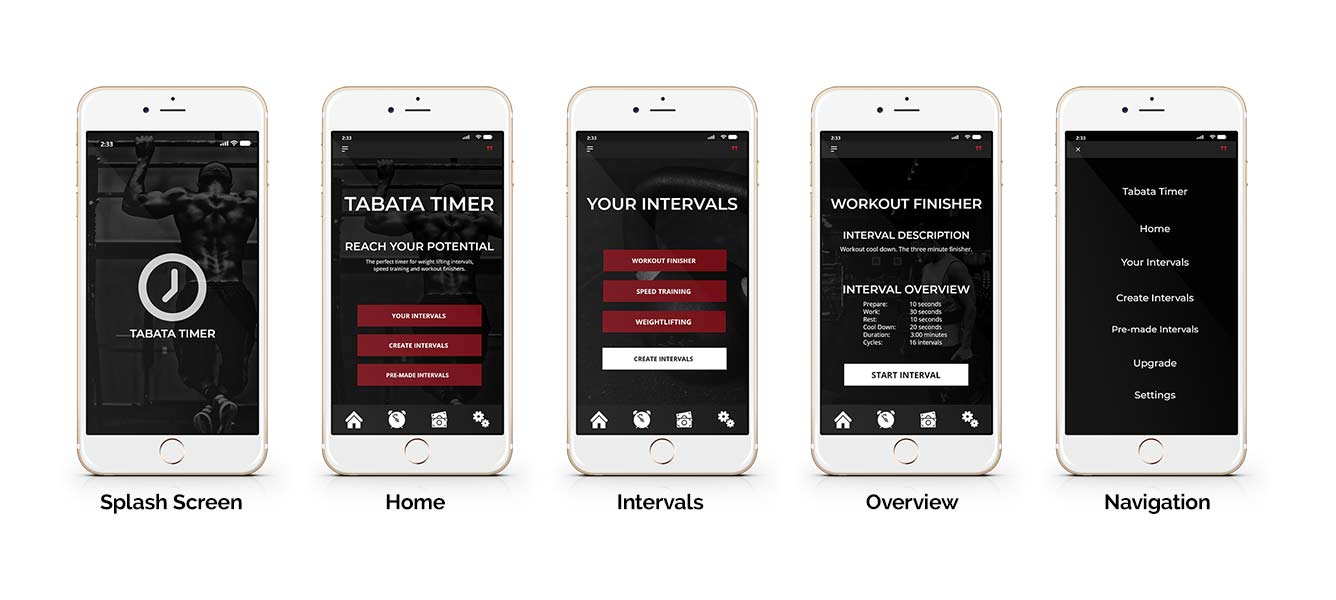 2:33
TABATA TIMER
Splash Screen
2:33
TT
TABATA TIMER
REACH YOUR POTENTIAL
The perfect timer for weight lifting intervals,
speed training and workout finishers.
YOUR INTERVALS
CREATE INTERVALS
PRE-MADE INTERVALS
Home
2:33
TT
YOUR INTERVALS
WORKOUT FINISHER
SPEED TRAINING
WEIGHTLIFTING
CREATE INTERVALS
Intervals
2:33
TT
WORKOUT FINISHER
INTERVAL DESCRIPTION
Workout cool down. The three minute finisher.
INTERVAL OVERVIEW
Prepare: 10 seconds
Work: 30 seconds
Rest: 10 seconds
Cool Down: 20 seconds
Duration: 3:00 minutes
Cycles: 16 intervals
START INTERVAL
Overview
2:33
TT
Tabata Timer
Home
Your Intervals
Create Intervals
Pre-made Intervals
Upgrade
Settings
Navigation